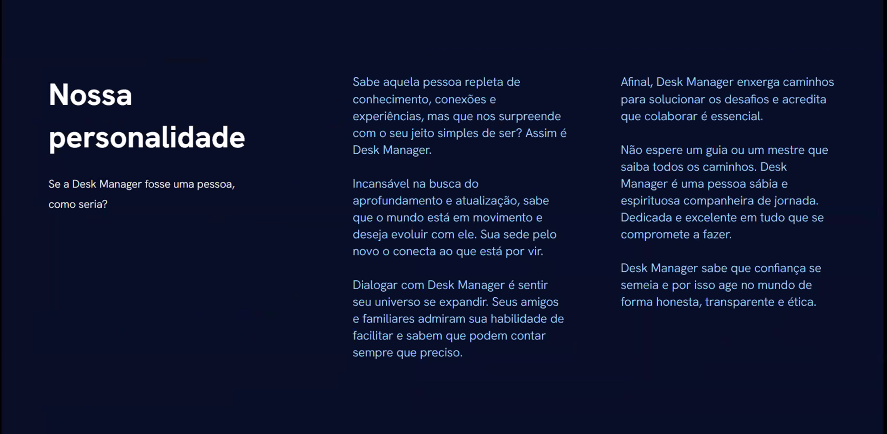 Nossa
personalidade
Se a Desk Manager fosse uma pessoa,
como seria?
Sabe aquela pessoa repleta de
conhecimento, conexões e
experiências, mas que nos surpreende
com o seu jeito simples de ser? Assim é
Desk Manager.
Incansável na busca do
aprofundamento e atualização, sabe
que o mundo está em movimento e
deseja evoluir com ele. Sua sede pelo
novo o conecta ao que está por vir.
Dialogar com Desk Manager é sentir
seu universo se expandir. Seus amigos
e familiares admiram sua habilidade de
facilitar e sabem que podem contar
sempre que preciso.
Afinal, Desk Manager enxerga caminhos
para solucionar os desafios e acredita
que colaborar é essencial.
Não espere um guia ou um mestre que
saiba todos os caminhos. Desk
Manager é uma pessoa sábia e
espirituosa companheira de jornada.
Dedicada e excelente em tudo que se
compromete a fazer.
Desk Manager sabe que confiança se
semeia e por isso age no mundo de
forma honesta, transparente e ética.